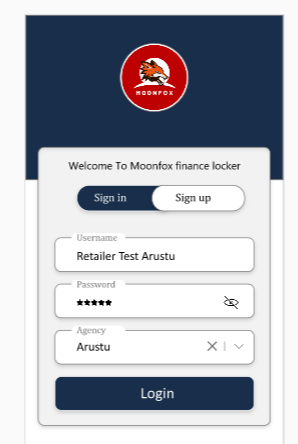 MOONFOX
Welcome To Moonfox finance locker
Sign in
Sign up
Username
Retailer Test Arustu
Password
*****
Agency
Arustu
Login